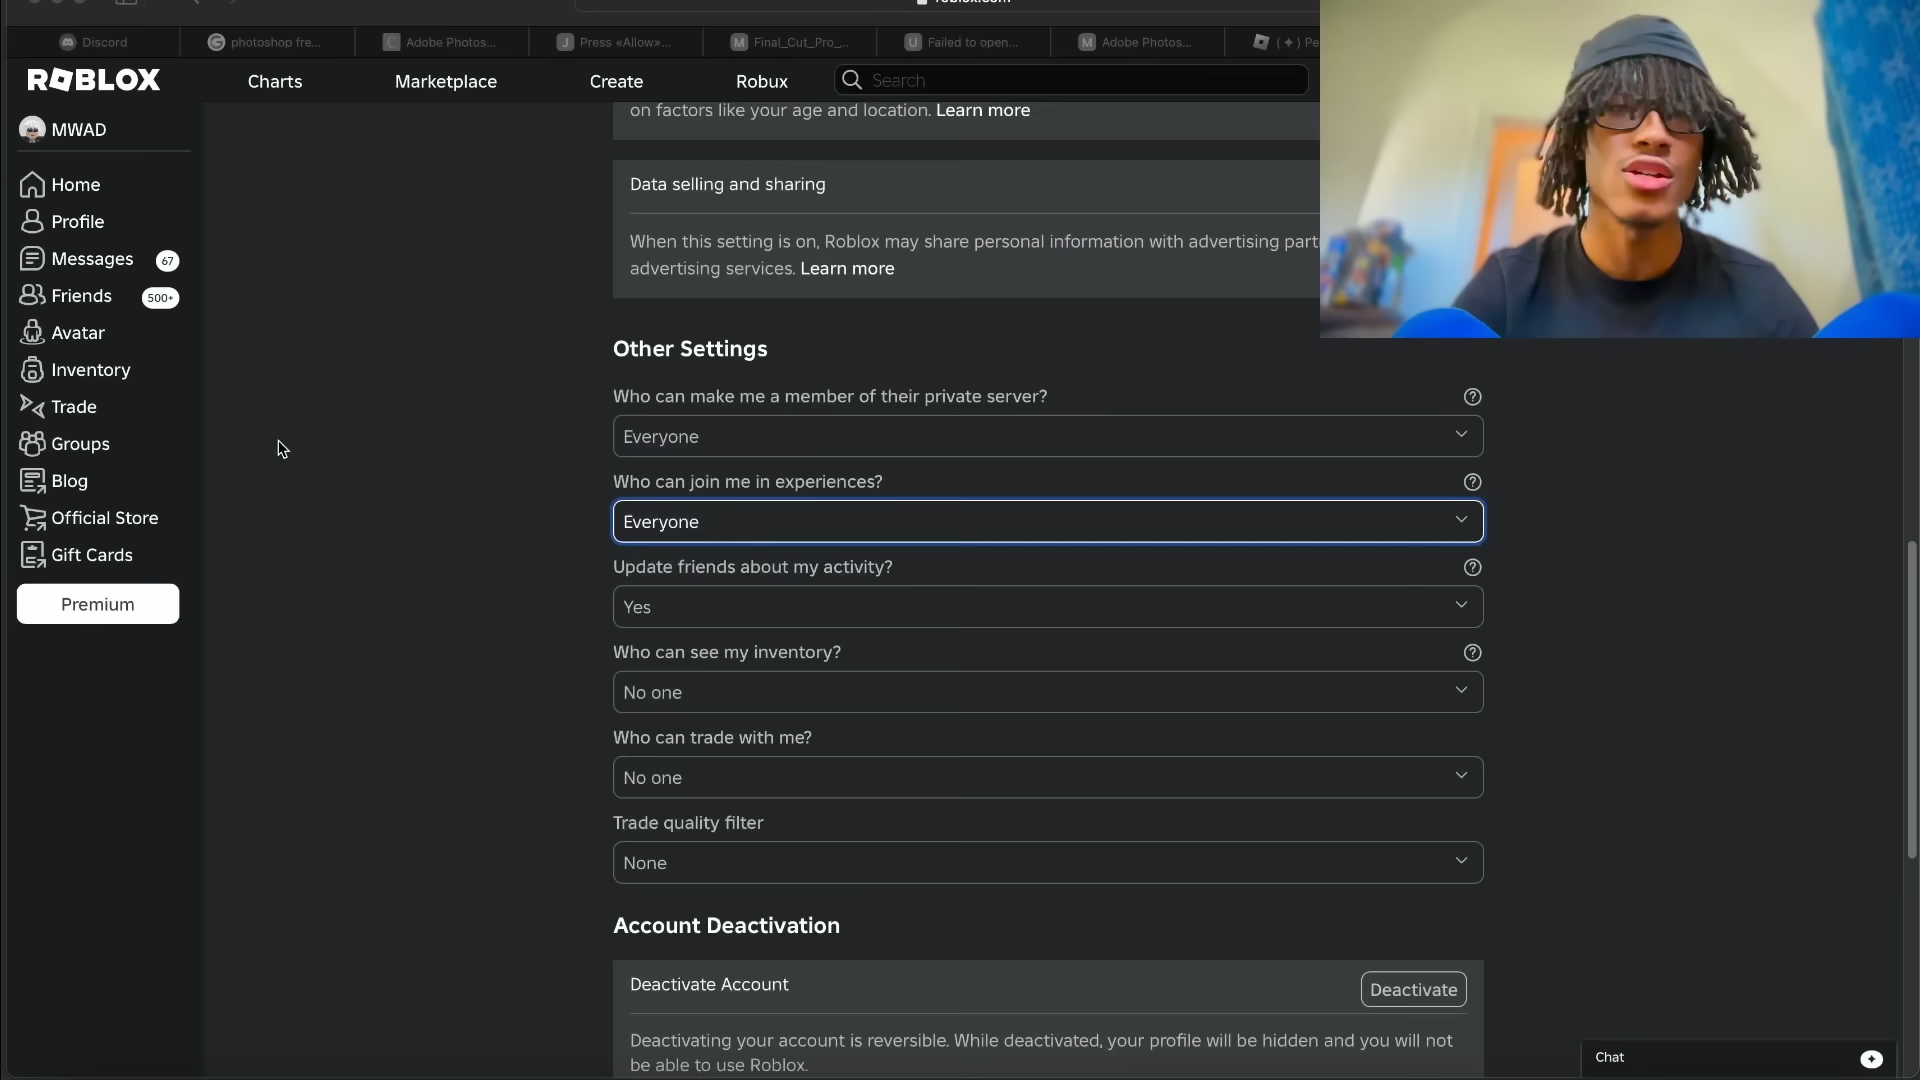 Discord
photoshop fre...
Adobe Photos...
Press «Allow»...
Final_Cut_Pro_...
Failed to open...
Adobe Photos...
ROBLOX
Charts
Marketplace
Create
Robux
Search
MWAD
Home
Profile
Messages 67
Friends 500+
Avatar
Inventory
Trade
Groups
Blog
Official Store
Gift Cards
Premium
on factors like your age and location. Learn more
Data selling and sharing
When this setting is on, Roblox may share personal information with advertising part
advertising services. Learn more
Other Settings
Who can make me a member of their private server?
Everyone
Who can join me in experiences?
Everyone
Update friends about my activity?
Yes
Who can see my inventory?
No one
Who can trade with me?
No one
Trade quality filter
None
Account Deactivation
Deactivate Account
Deactivate
Deactivating your account is reversible. While deactivated, your profile will be hidden and you will not
be able to use Roblox.
Chat